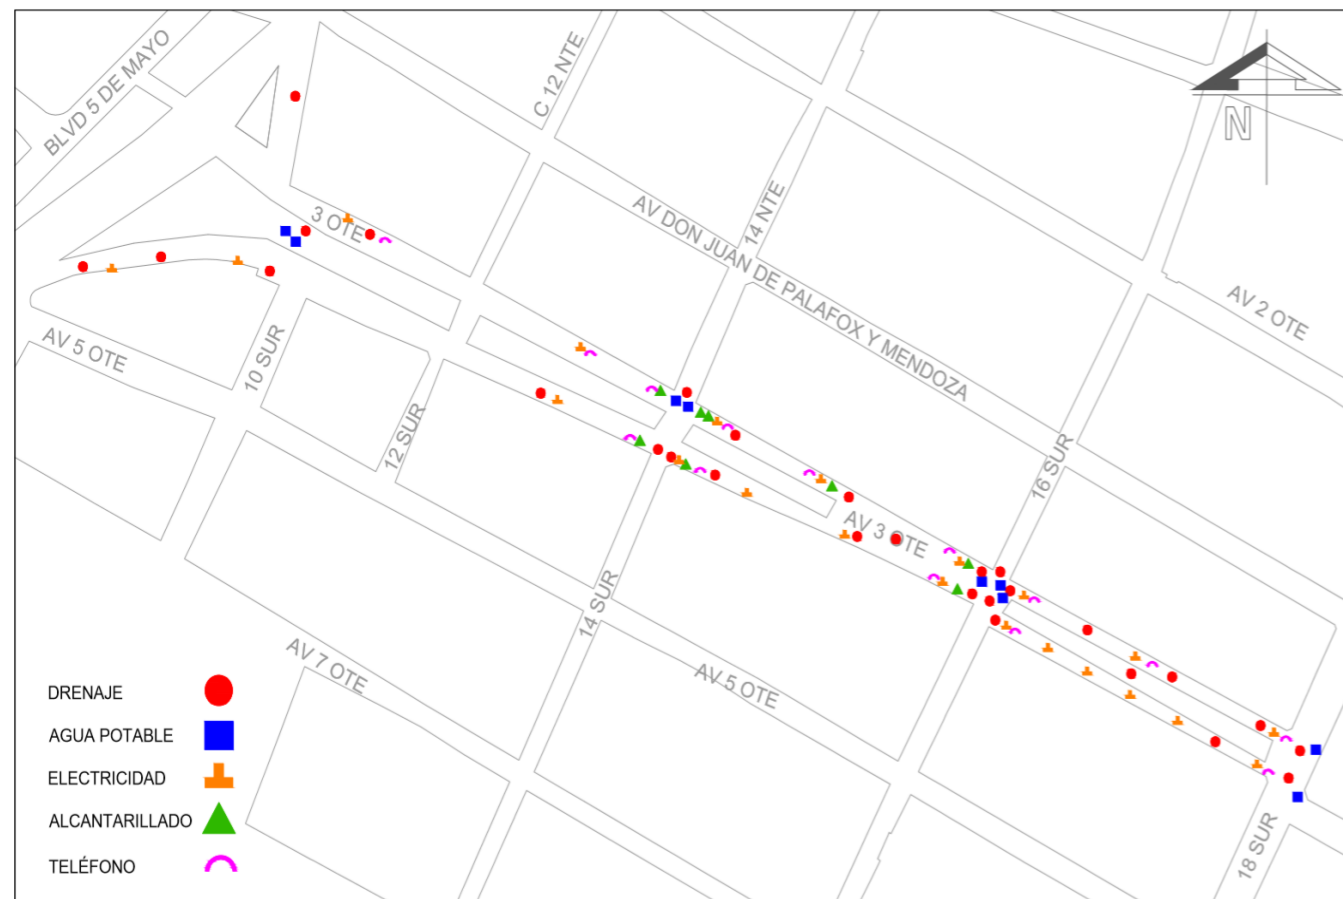 BLVD 5 DE MAYO
C 12 NTE
N
3 OTE
AV DON JUAN DE PALAFOX Y MENDOZA
14 NTE
AV 2 OTE
AV 5 OTE
10 SUR
12 SUR
16 SUR
AV 3 OTE
14 SUR
AV 7 OTE
AV 5 OTE
18 SUR
DRENAJE
AGUA POTABLE
ELECTRICIDAD
ALCANTARILLADO
TELÉFONO